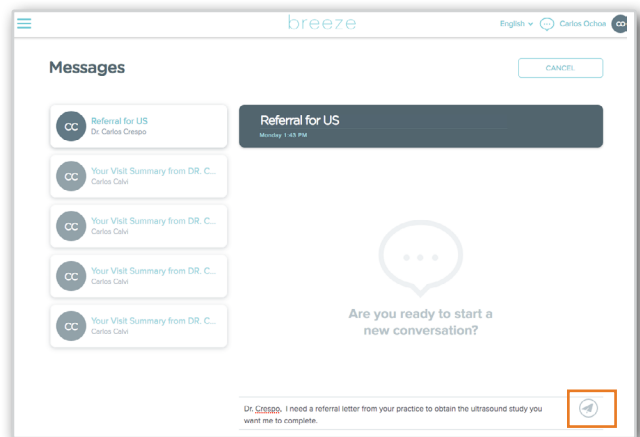 breeze
English
Carlos Ochoa
CO
Messages
CANCEL
CC
Referral for US
Dr. Carlos Crespo
CC
Your Visit Summary from DR. C...
Carlos Calvi
CC
Your Visit Summary from DR. C...
Carlos Calvi
CC
Your Visit Summary from DR. C...
Carlos Calvi
CC
Your Visit Summary from DR. C...
Carlos Calvi
Referral for US
Monday 1:43 PM
Are you ready to start a
new conversation?
Dr. Crespo, I need a referral letter from your practice to obtain the ultrasound study you
want me to complete.